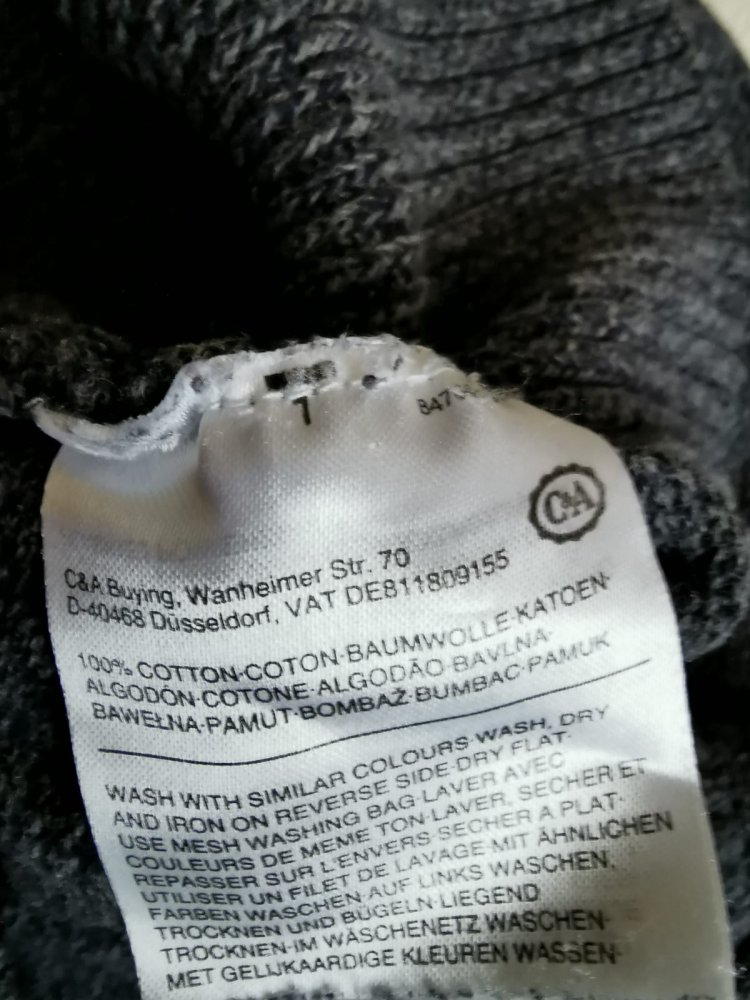 1
C&A
C&A Buying, Wanheimer Str. 70
D-40468 Düsseldorf, VAT DE811809155
100% COTTON·COTON·BAUMWOLLE·KATOEN·
ALGODÓN·COTONE·ALGODÃO·BAVLNA·
BAWEŁNA·PAMUT·BOMBAŽ·BUMBAC·PAMUK
WASH WITH SIMILAR COLOURS·WASH, DRY
AND IRON ON REVERSE SIDE·DRY FLAT·
USE MESH WASHING BAG·LAVER AVEC
COULEURS DE MEME TON·LAVER, SECHER ET
REPASSER SUR L'ENVERS·SECHER A PLAT·
UTILISER UN FILET DE LAVAGE·MIT ÄHNLICHEN
FARBEN WASCHEN·AUF LINKS WASCHEN,
TROCKNEN UND BÜGELN·LIEGEND
TROCKNEN·IM WÄSCHENETZ WASCHEN·
MET GELIJKAARDIGE KLEUREN WASSEN·